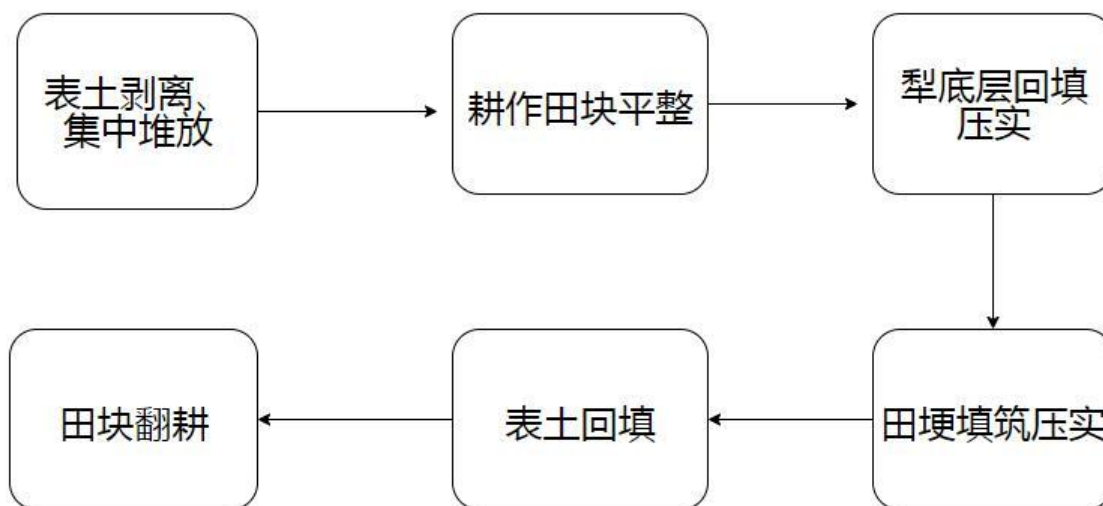 表土剥离、
集中堆放
耕作田块平整
犁底层回填
压实
田埂填筑压实
表土回填
田块翻耕